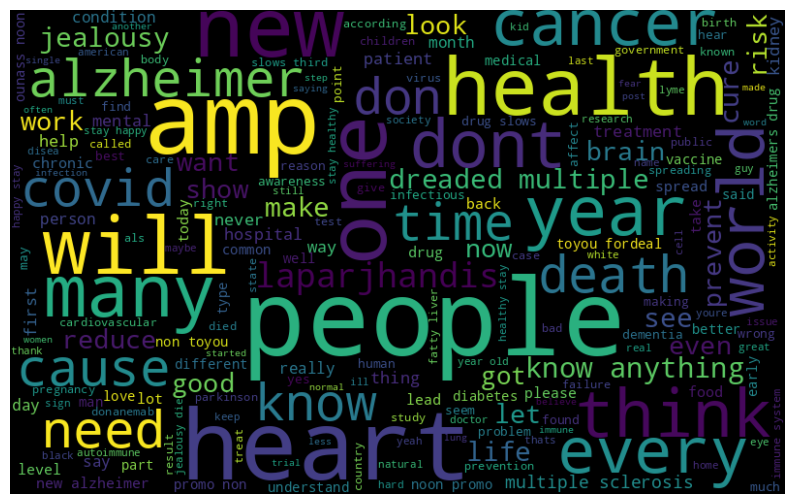 condition
another
new
according
look
cancer
birth
kid
hear
ounass noon
jealousy
american
slows third
month
children
government
known
risk
kidney
single
body
step
saying
point
patient
medical
last
alzheimer
virus
fear
post
lyme
made
often
must
find
amp
don
health
cure
work
mental
stay happy
called
society
drug slows
research
word
help
disea
best
care
reason
stay healthy
one
dont
treatment
public
name
guy
chronic
infection
want
awareness
suffering
affect
brain
vaccine
world
alzheimers drug
activity
happy stay
covid
show
still
give
dreaded multiple
spreading
spread
said
person
today
right
never
make
test
infectious
back
time
year
take
prevent
will
als
maybe
hospital
common
way
drug
now
case
toyou fordeal
cell
white
may
well
laparjhandis
death
many
state
people
healthy stay
making
see
youre
issue
first
type
cardiovascular
died
fatty liver
bad
dementia
better
wrong
even
women
thank
reduce
non toyou
started
year old
real
great
cause
different
really
human
got
know anything
early
pregnancy
love
lot
good
yes
thing
normal
ill
lead
diabetes
please
failure
food
believe
think
immune system
day
sign
man
donanemab
parkinson
know
study
seem
doctor
let
found
need
black
keep
heart
less
yeah
lung
problem
immune
thats
life
every
eye
home
level
autoimmune
say
part
result
jealousy died
treat
trial
country
natural
prevention
new alzheimer
promo non
understand
hard
noon promo
multiple sclerosis
much